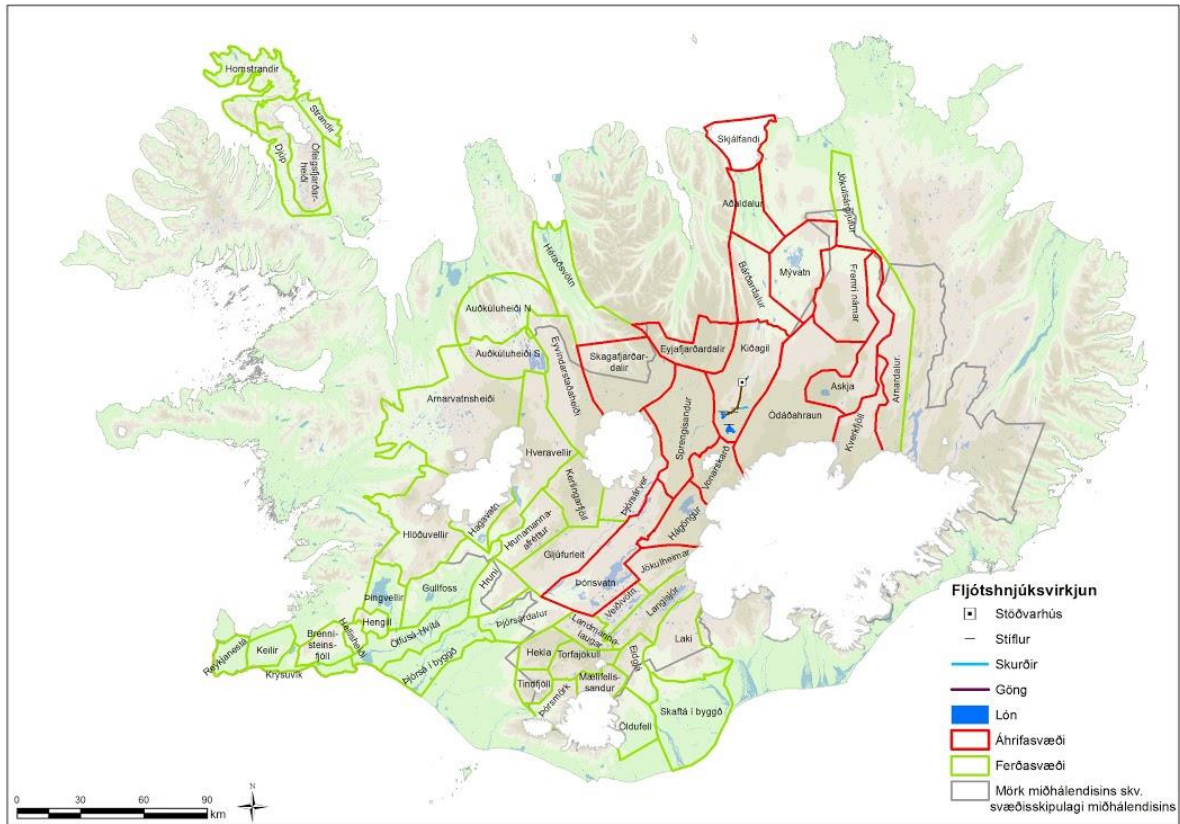 Hornstrandir
Strandir
Djúp
Ófeigsfjarðar-
heiði
Skjálfandi
Aðaldalur
Jökulsárgljúfur
Héraðsvötn
Bárðardalur
Mývatn
Fremri námar
Auðkúluheiði N
Auðkúluheiði S
Eyvindarstaðaheiði
Skagafjarðar-
dalir
Eyjafjarðardalir
Kiðagil
Arnarvatnsheiði
Askja
Arnardalur
Ódáðahraun
Kverkfjöll
Sprengisandur
Vonarskarð
Hveravellir
Kerlingarfjöll
Þjórsárver
Hágöngur
Hagavatn
Hrunamanna-
afréttur
Hlöðuvellir
Gljúfurleit
Jökulheimar
Þórisvatn
Hruni
Gullfoss
Þingvellir
Veiðivötn
Langisjór
Hengill
Hellisheiði
Ölfusá-Hvítá
Þjórsárdalur
Landmanna-
laugar
Laki
Eldgjá
Reykjanestá
Keilir
Brenni-
steins-
fjöll
Krýsuvík
Þjórsá í byggð
Hekla
Torfajökull
Tindfjöll
Mælifells-
sandur
Þórsmörk
Öldufell
Skaftá í byggð
Fljótshnjúksvirkjun
Stöðvarhús
Stíflur
Skurðir
Göng
Lón
Áhrifasvæði
Ferðasvæði
Mörk miðhálendisins skv.
svæðisskipulagi miðhálendisins
0 30 60 90
km
N